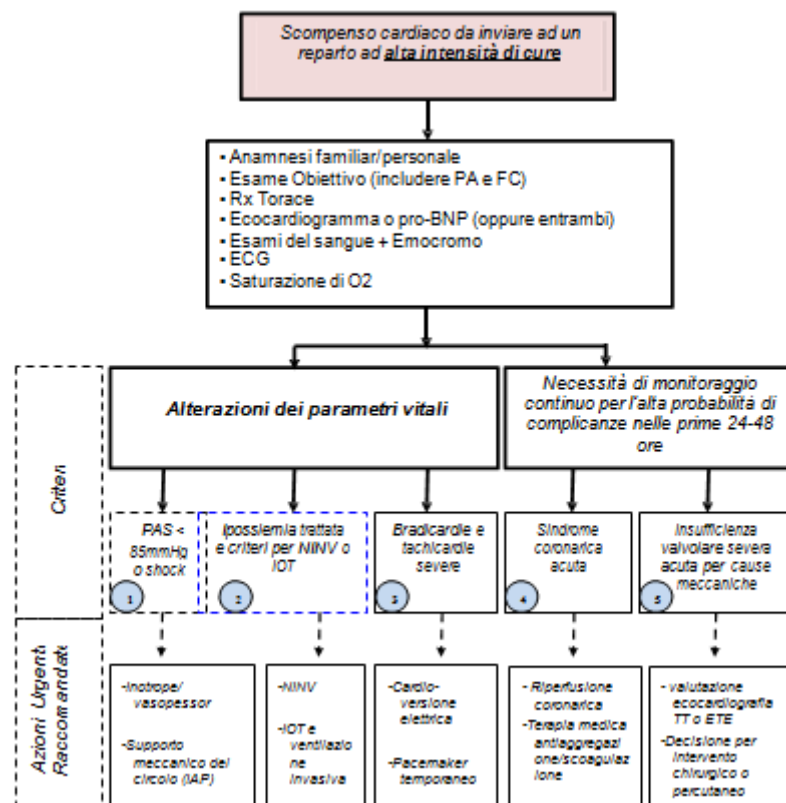 Scompenso cardiaco da inviare ad un
reparto ad alta intensità di cure
▪ Anamnesi familiar/personale
▪ Esame Obiettivo (includere PA e FC)
▪ Rx Torace
▪ Ecocardiogramma o pro-BNP (oppure entrambi)
▪ Esami del sangue + Emocromo
▪ ECG
▪ Saturazione di O2
Criteri
Alterazioni dei parametri vitali
Necessità di monitoraggio
continuo per l'alta probabilità di
complicanze nelle prime 24-48
ore
PAS <
85mmHg
o shock
1
Ipossiemia trattata
e criteri per NINV o
IOT
2
Bradicardie e
tachicardie
severe
3
Sindrome
coronarica
acuta
4
Insufficienza
valvolare severa
acuta per cause
meccaniche
5
Azioni Urgenti
Raccomandate
-Inotrope/
vasopessor
-Supporto
meccanico del
circolo (IAP)
-NINV
-IOT e
ventilazio
ne
invasiva
-Cardio-
versione
elettrica
-Pacemaker
temporaneo
- Riperfusione
coronarica
- Terapia medica
antiaggregazi
one/scoagulaz
ione
- valutazione
ecocardiografia
TT o ETE
- Decisione per
intervento
chirurgico o
percutaneo